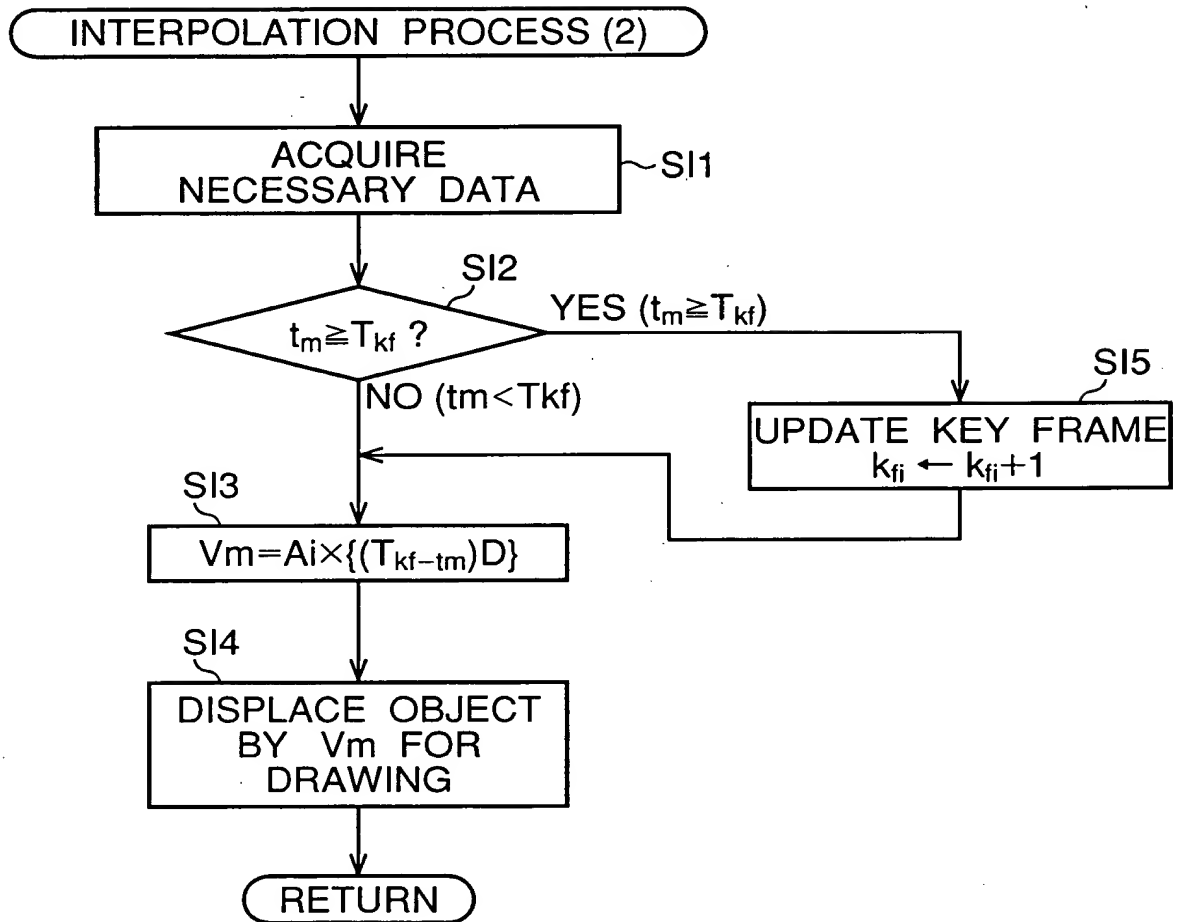 INTERPOLATION PROCESS (2)
ACQUIRE
NECESSARY DATA
SI1
SI2
tm≧Tkf ?
YES (tm≧Tkf)
NO (tm<Tkf)
SI5
UPDATE KEY FRAME
kfi ← kfi+1
SI3
Vm=Ai×{(Tkf−tm)D}
SI4
DISPLACE OBJECT
BY Vm FOR
DRAWING
RETURN